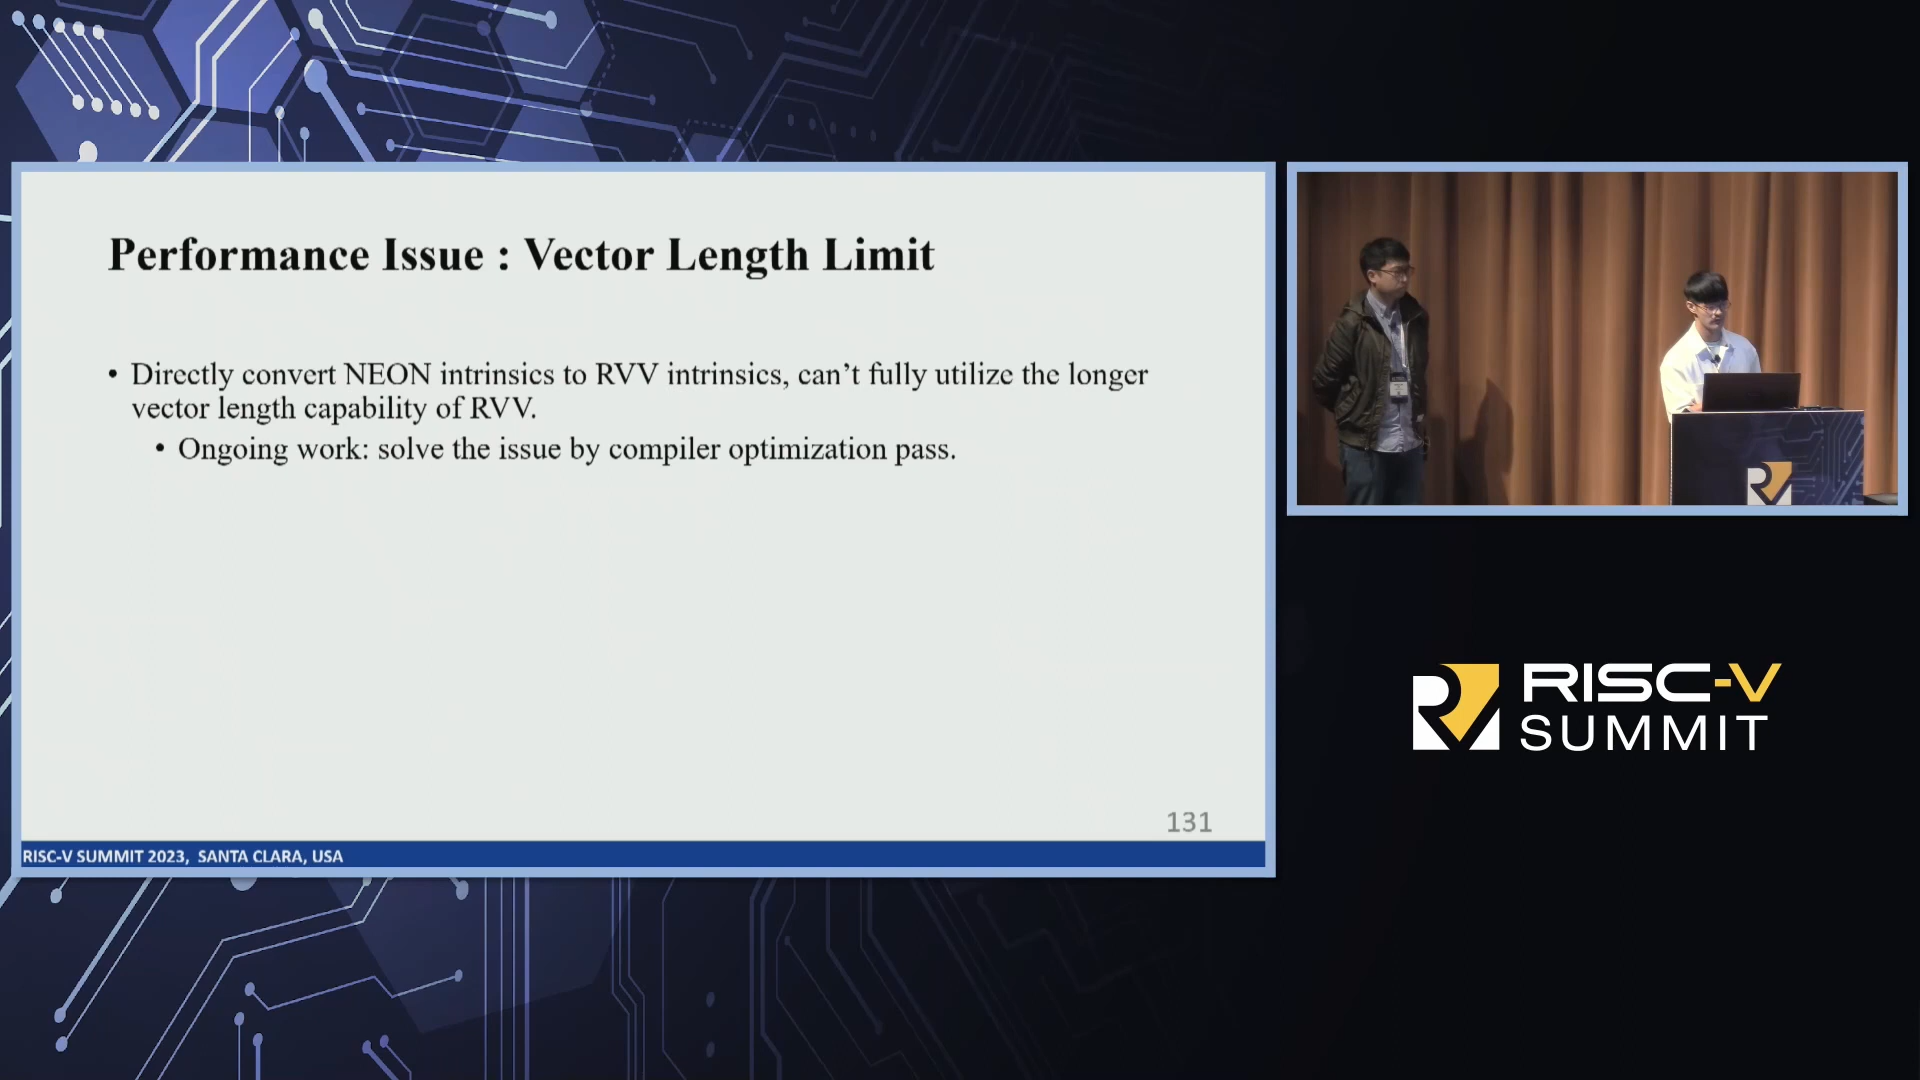 Performance Issue : Vector Length Limit
• Directly convert NEON intrinsics to RVV intrinsics, can’t fully utilize the longer
vector length capability of RVV.
• Ongoing work: solve the issue by compiler optimization pass.
131
RISC-V SUMMIT 2023, SANTA CLARA, USA
RISC-V
SUMMIT